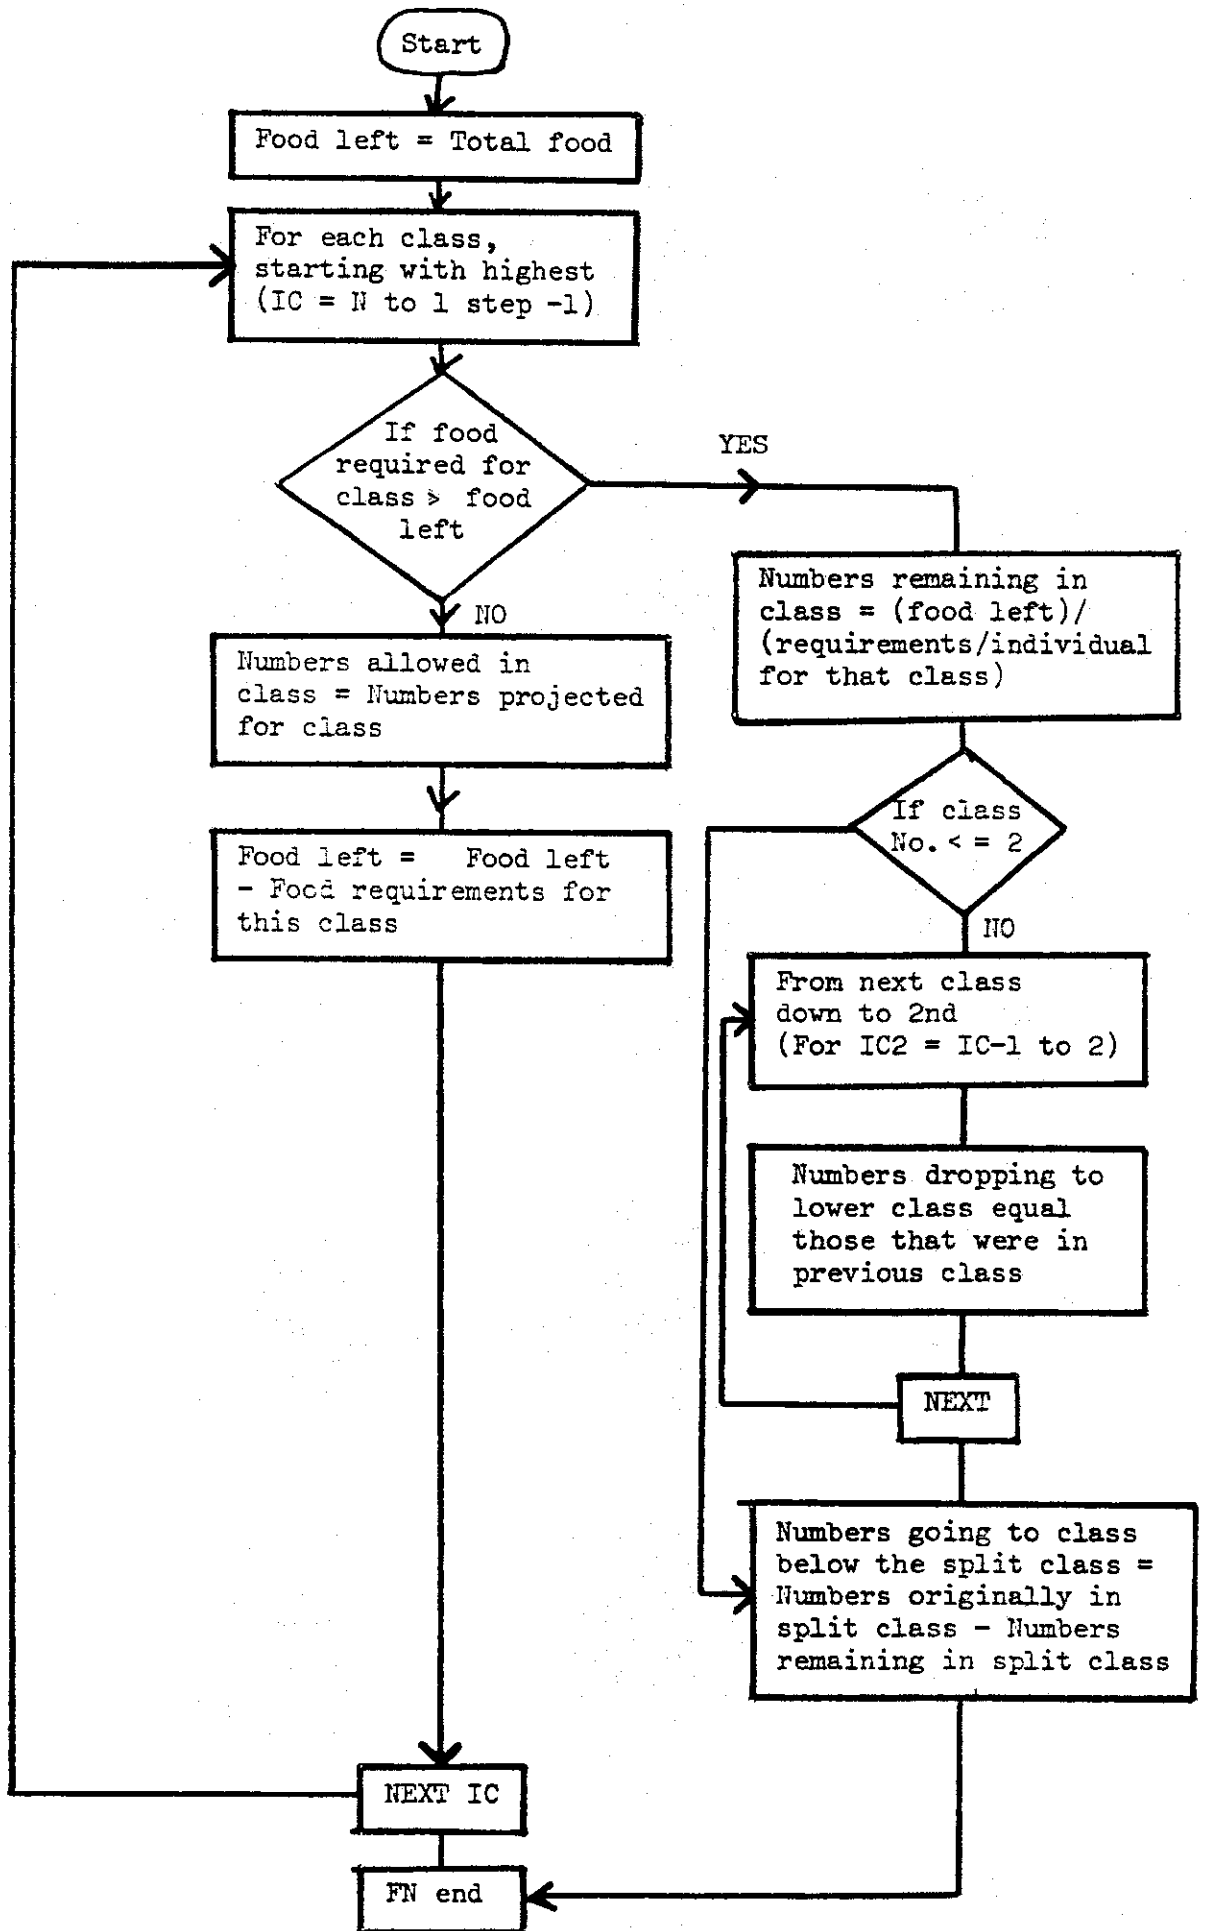 Start
Food left = Total food
For each class,
starting with highest
(IC = N to 1 step -1)
If food
required for
class > food
left
YES
NO
Numbers allowed in
class = Numbers projected
for class
Food left = Food left
- Food requirements for
this class
Numbers remaining in
class = (food left)/
(requirements/individual
for that class)
If class
No. < = 2
NO
From next class
down to 2nd
(For IC2 = IC-1 to 2)
Numbers dropping to
lower class equal
those that were in
previous class
NEXT
Numbers going to class
below the split class =
Numbers originally in
split class - Numbers
remaining in split class
NEXT IC
FN end